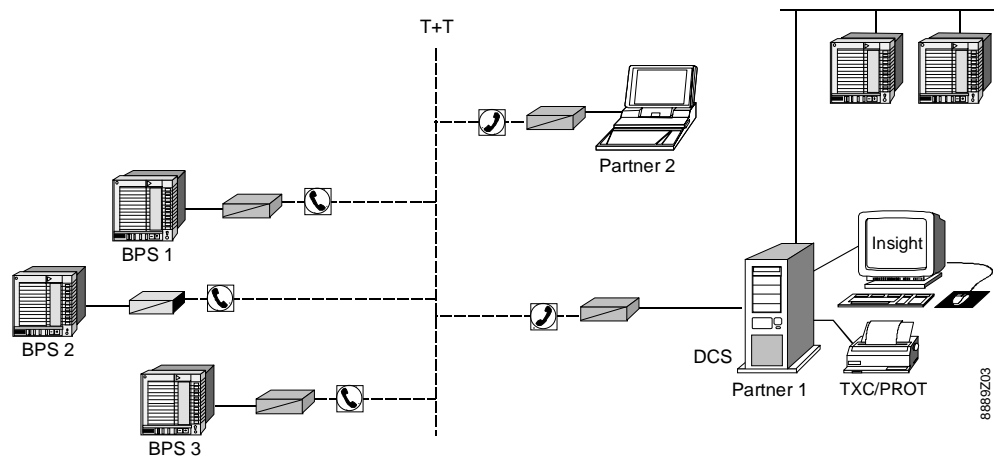 T+T
Partner 2
BPS 1
Insight
BPS 2
DCS
Partner 1
TXC/PROT
BPS 3
8889Z03